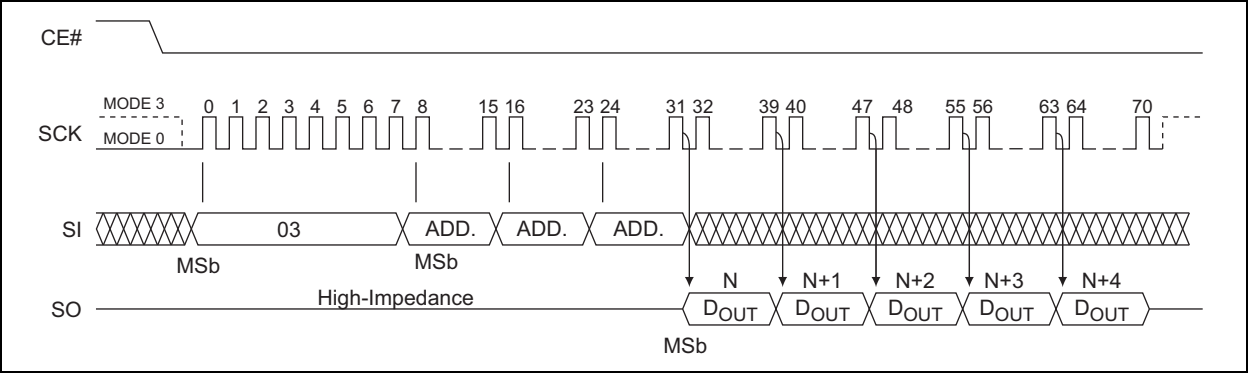 CE#
MODE 3
0 1 2 3 4 5 6 7 8 15 16 23 24 31 32 39 40 47 48 55 56 63 64 70
SCK
MODE 0
SI
03 ADD. ADD. ADD.
MSb MSb
N N+1 N+2 N+3 N+4
High-Impedance
SO
DOUT DOUT DOUT DOUT DOUT
MSb